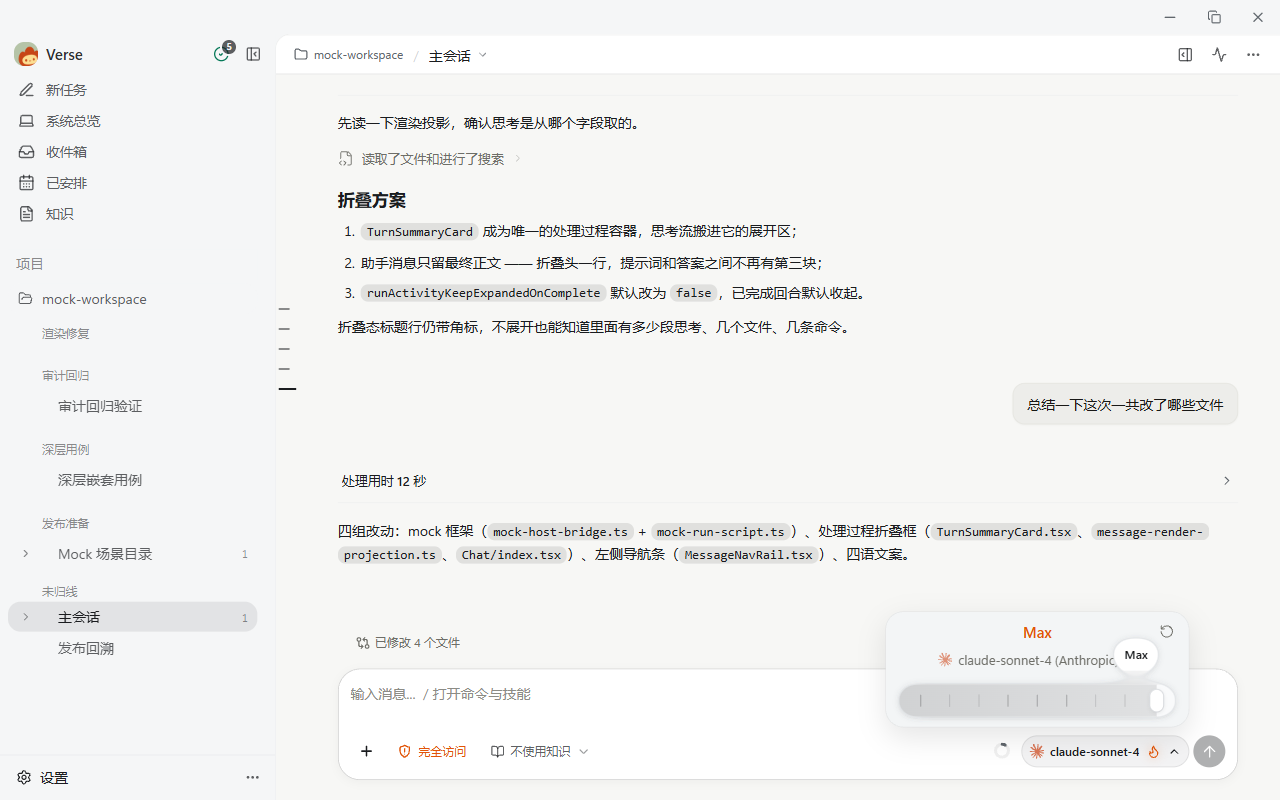 Verse
5
新任务
系统总览
收件箱
已安排
知识
项目
mock-workspace
渲染修复
审计回归
审计回归验证
深层用例
深层嵌套用例
发布准备
Mock 场景目录 1
未归线
主会话 1
发布回溯
设置
mock-workspace / 主会话
先读一下渲染投影，确认思考是从哪个字段取的。
读取了文件和进行了搜索
折叠方案
1. TurnSummaryCard 成为唯一的处理过程容器，思考流搬进它的展开区；
2. 助手消息只留最终正文 —— 折叠头一行，提示词和答案之间不再有第三块；
3. runActivityKeepExpandedOnComplete 默认改为 false，已完成回合默认收起。
折叠态标题行仍带角标，不展开也能知道里面有多少段思考、几个文件、几条命令。
总结一下这次一共改了哪些文件
处理用时 12 秒
四组改动：mock 框架（mock-host-bridge.ts + mock-run-script.ts）、处理过程折叠框（TurnSummaryCard.tsx、message-render-
projection.ts、Chat/index.tsx）、左侧导航条（MessageNavRail.tsx）、四语文案。
已修改 4 个文件
Max
claude-sonnet-4 (Anthropic
Max
输入消息... / 打开命令与技能
完全访问
不使用知识
claude-sonnet-4